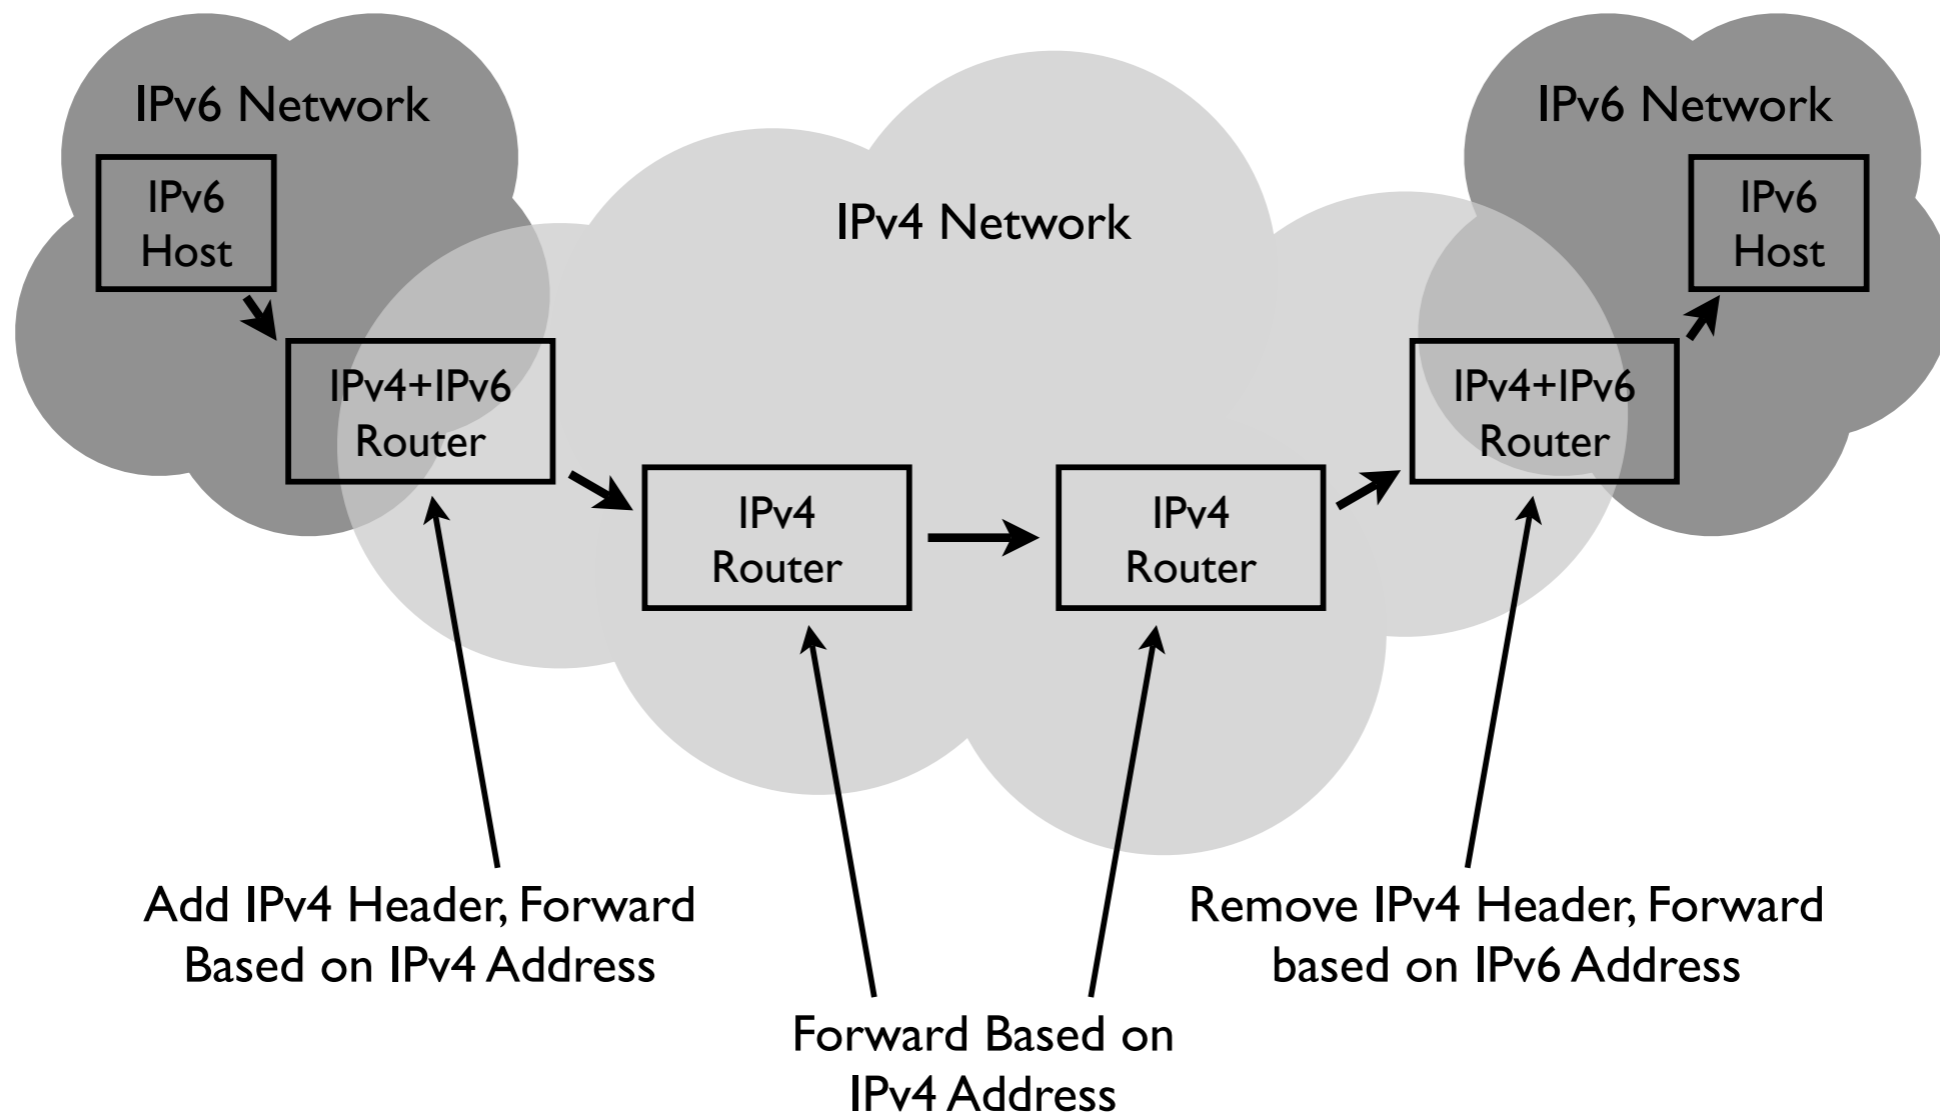 IPv6 Network
IPv6 Network
IPv6
Host
IPv4 Network
IPv6
Host
IPv4+IPv6
Router
IPv4+IPv6
Router
IPv4
Router
IPv4
Router
Add IPv4 Header, Forward
Based on IPv4 Address
Remove IPv4 Header, Forward
based on IPv6 Address
Forward Based on
IPv4 Address